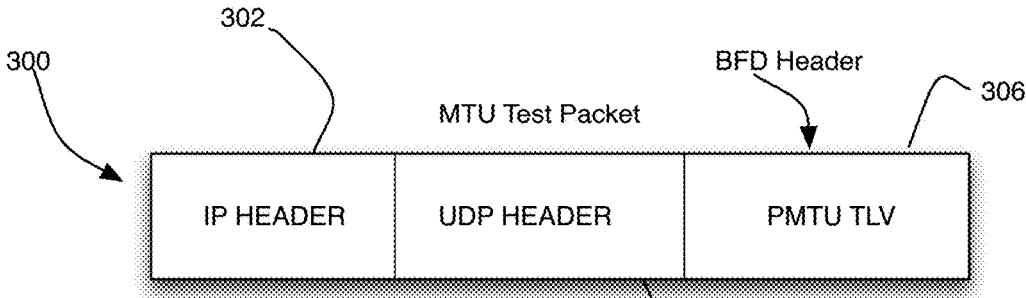 302
300
BFD Header
306
MTU Test Packet
IP HEADER
UDP HEADER
PMTU TLV